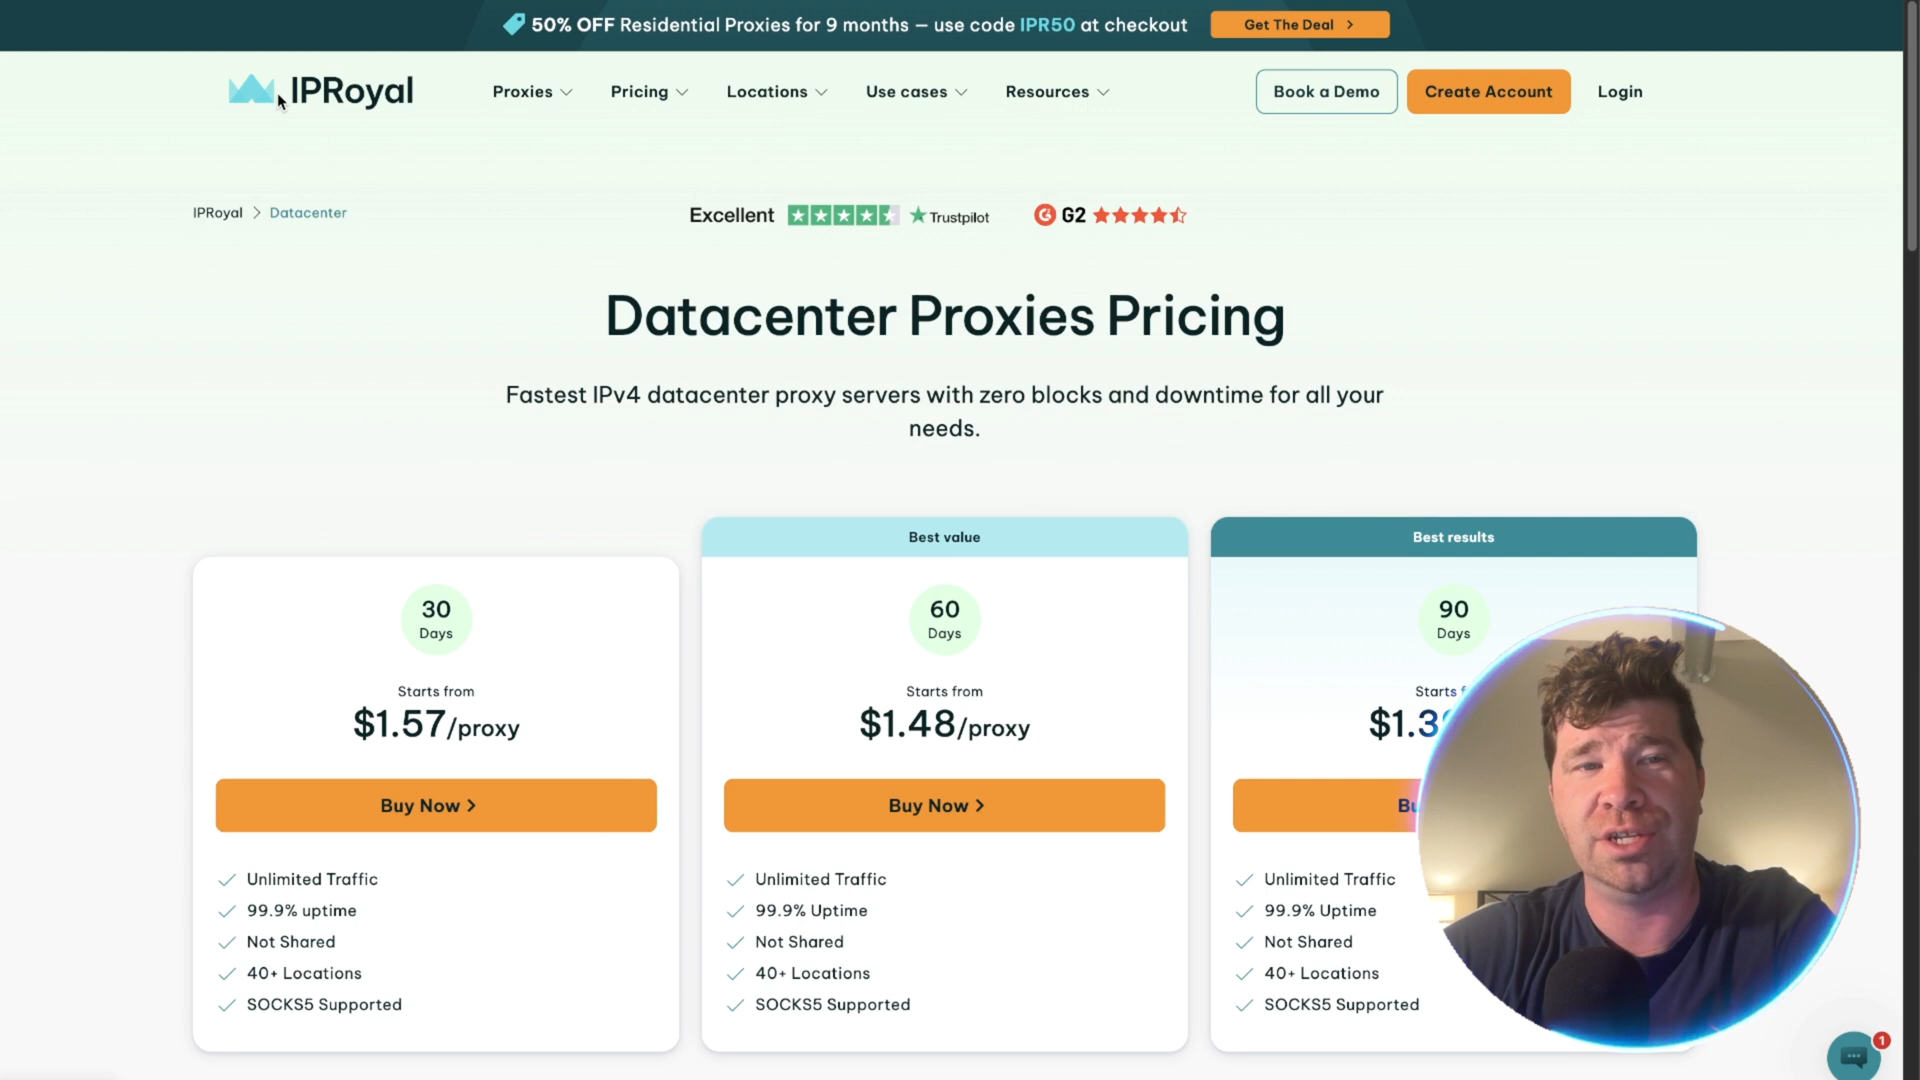 50% OFF Residential Proxies for 9 months — use code IPR50 at checkout
Get The Deal
IPRoyal
Proxies
Pricing
Locations
Use cases
Resources
Book a Demo
Create Account
Login
IPRoyal > Datacenter
Excellent
Trustpilot
G2
Datacenter Proxies Pricing
Fastest IPv4 datacenter proxy servers with zero blocks and downtime for all your
needs.
30
Days
Starts from
$1.57/proxy
Buy Now
Unlimited Traffic
99.9% uptime
Not Shared
40+ Locations
SOCKS5 Supported
Best value
60
Days
Starts from
$1.48/proxy
Buy Now
Unlimited Traffic
99.9% Uptime
Not Shared
40+ Locations
SOCKS5 Supported
Best results
90
Days
Starts
Unlimited Traffic
99.9% Uptime
Not Shared
40+ Locations
SOCKS5 Supported
1